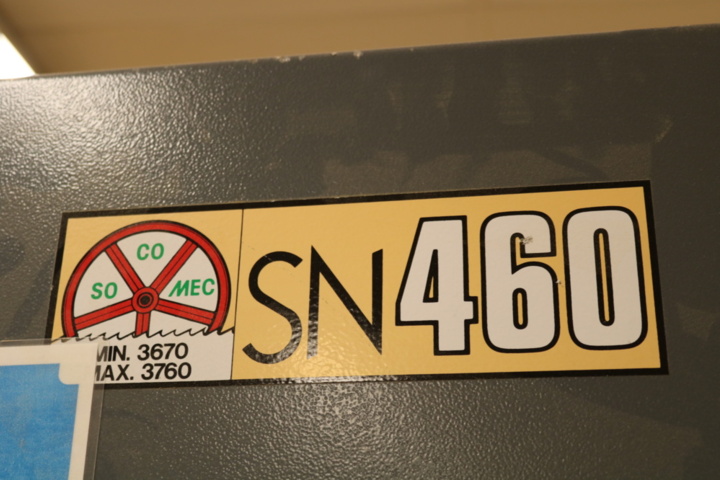 CO
SO MEC
MIN. 3670
MAX. 3760
SN460